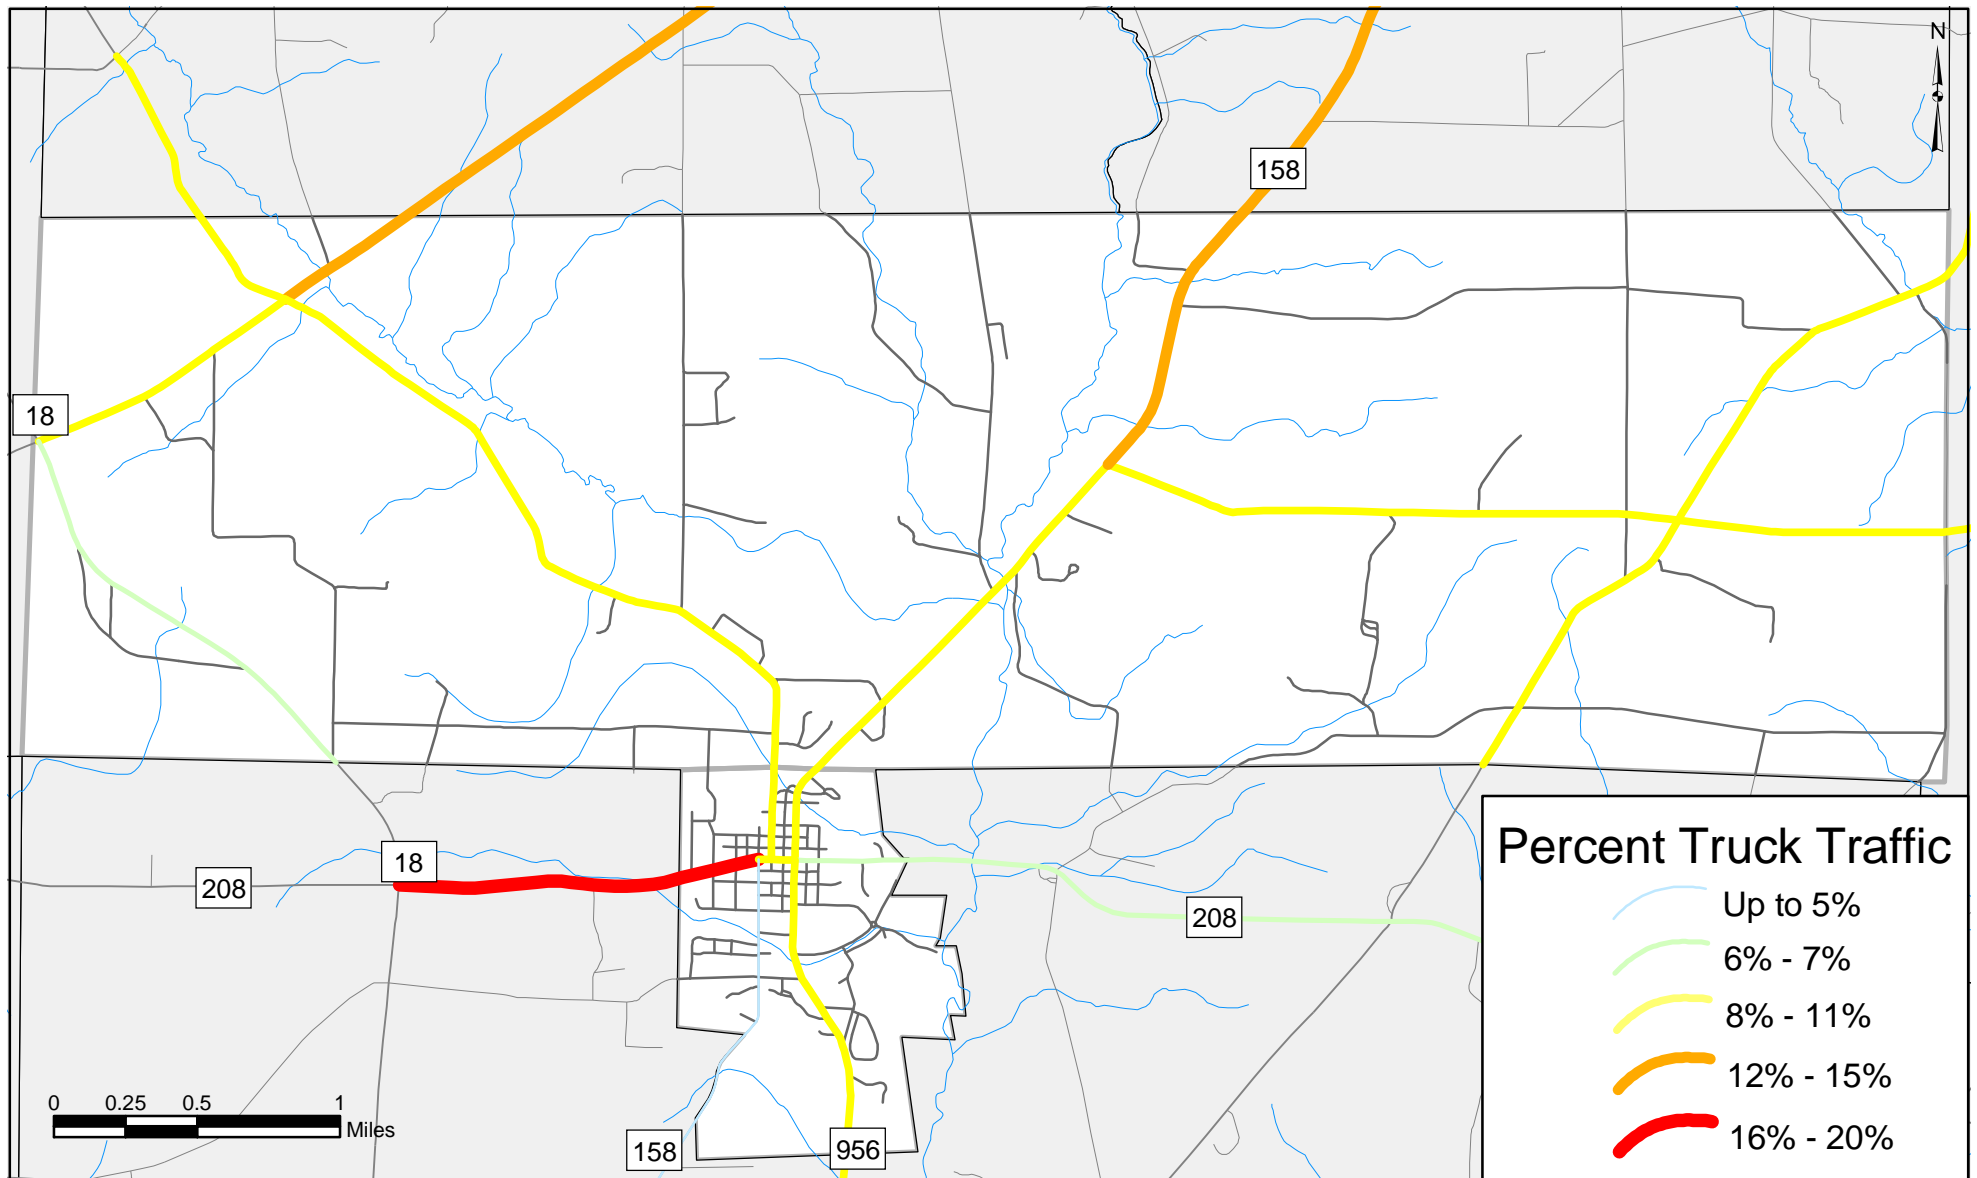 N
158
18
18
208
208
Percent Truck Traffic
Up to 5%
6% - 7%
8% - 11%
12% - 15%
16% - 20%
0 0.25 0.5 1
Miles
158
956